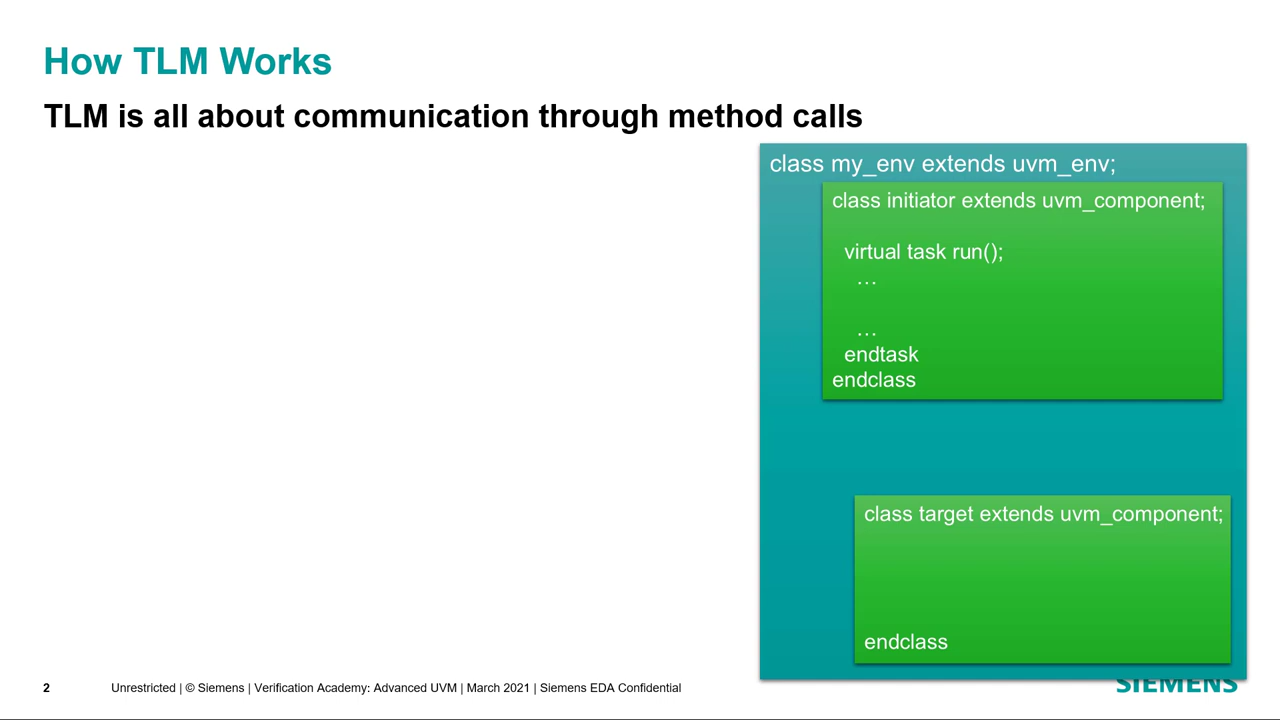 How TLM Works
TLM is all about communication through method calls
class my_env extends uvm_env;
class initiator extends uvm_component;
virtual task run();
…
…
endtask
endclass
class target extends uvm_component;
endclass
2
Unrestricted | © Siemens | Verification Academy: Advanced UVM | March 2021 | Siemens EDA Confidential
SIEMENS